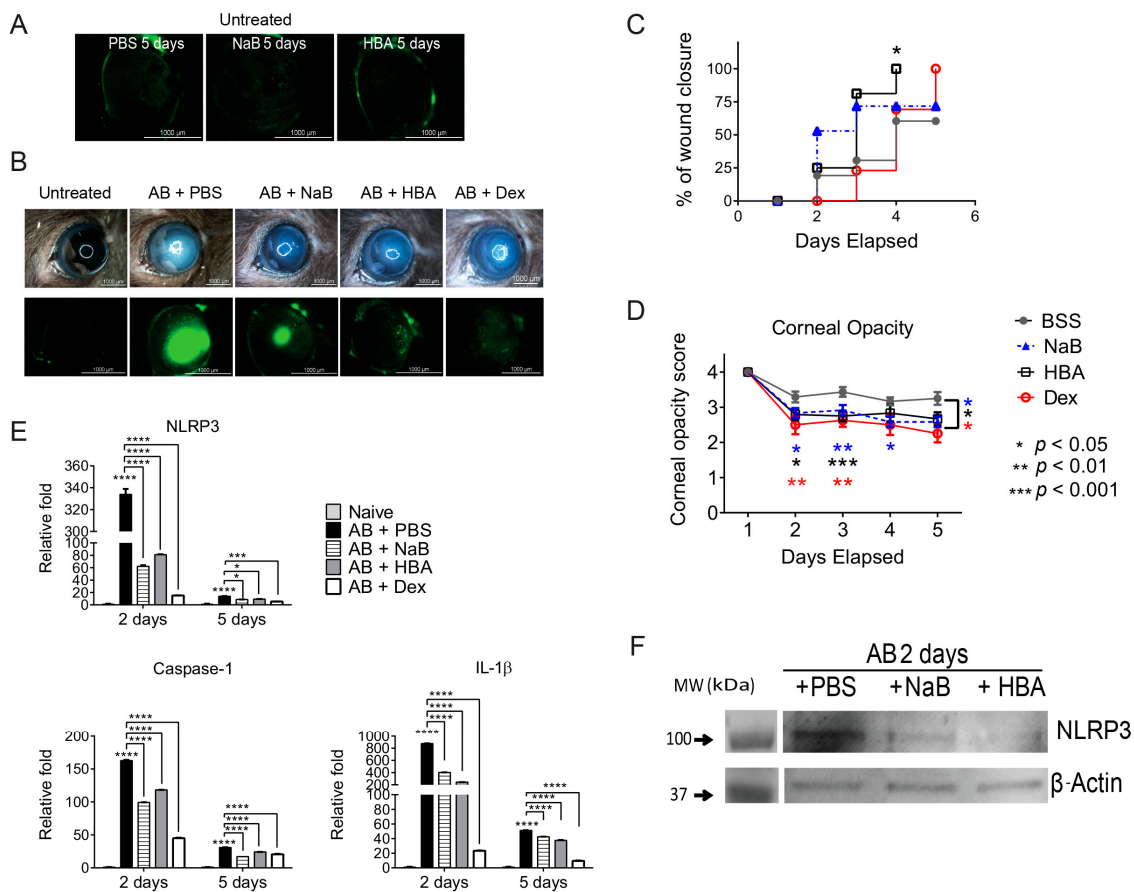 A
Untreated
PBS 5 days
NaB 5 days
HBA 5 days
1000 µm
1000 µm
1000 µm
B
Untreated
AB + PBS
AB + NaB
AB + HBA
AB + Dex
1000 µm
1000 µm
1000 µm
1000 µm
1000 µm
1000 µm
1000 µm
1000 µm
1000 µm
1000 µm
C
% of wound closure
100
75
50
25
0
*
0 2 4 6
Days Elapsed
D
Corneal Opacity
Corneal opacity score
4
3
2
1
0
* ** *
* ***
** **
*
*
*
1 2 3 4 5
Days Elapsed
BSS
NaB
HBA
Dex
* p < 0.05
** p < 0.01
*** p < 0.001
E
NLRP3
Relative fold
360
340
320
300
100
80
60
40
20
0
****
****
****
****
***
*
*
****
2 days 5 days
Naive
AB + PBS
AB + NaB
AB + HBA
AB + Dex
Caspase-1
Relative fold
200
150
100
50
0
****
****
****
****
****
****
****
****
2 days 5 days
IL-1β
Relative fold
1000
800
600
400
200
100
80
60
40
20
0
****
****
****
****
****
****
****
****
2 days 5 days
F
AB 2 days
MW (kDa) +PBS +NaB + HBA
100 NLRP3
37 β-Actin